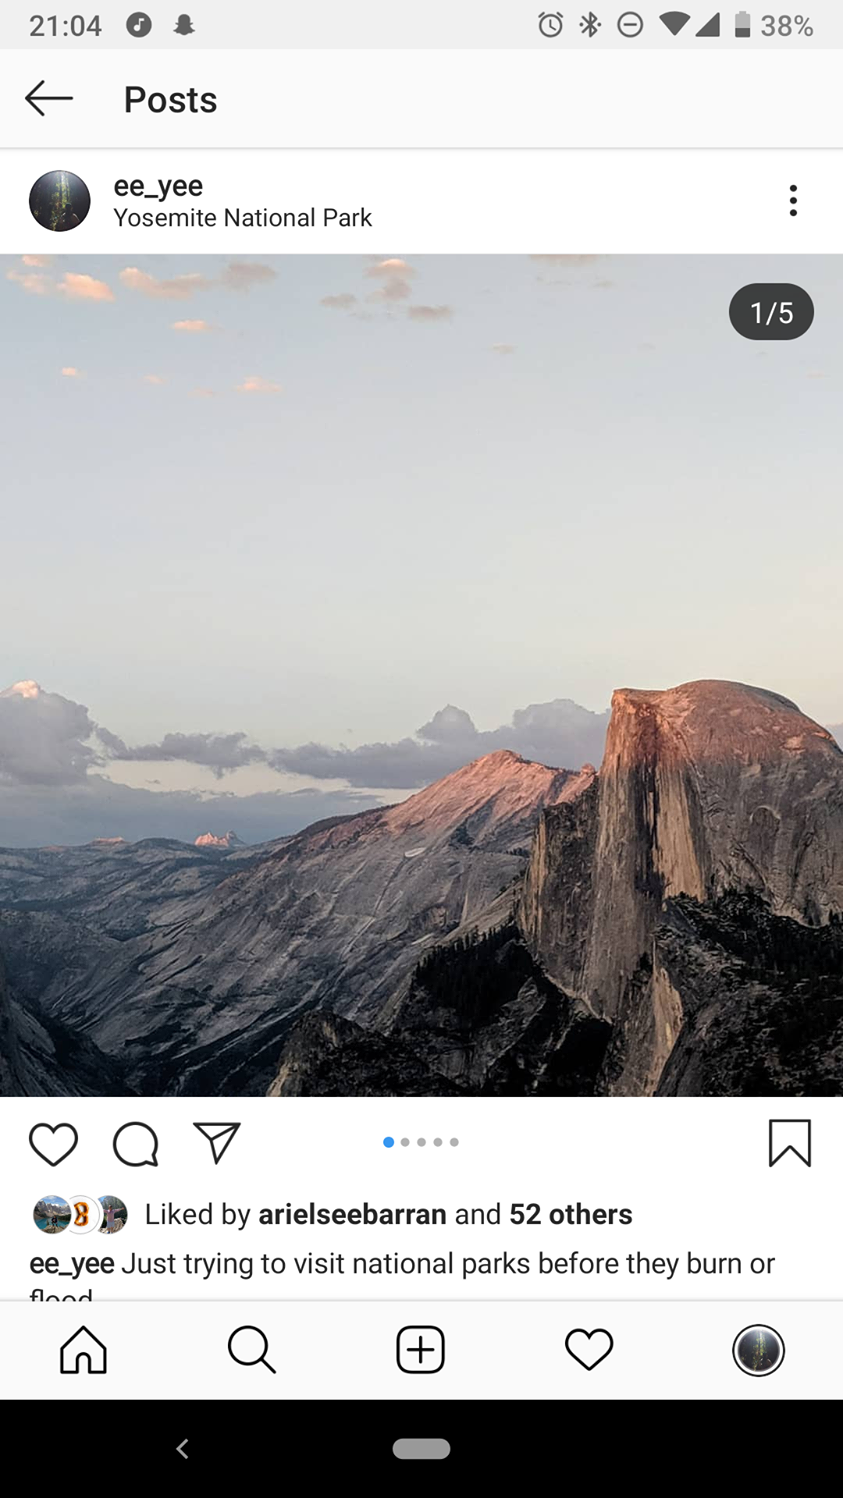 21:04 38%
Posts
ee_yee
Yosemite National Park
1/5
Liked by arielseebarran and 52 others
ee_yee Just trying to visit national parks before they burn or
flood